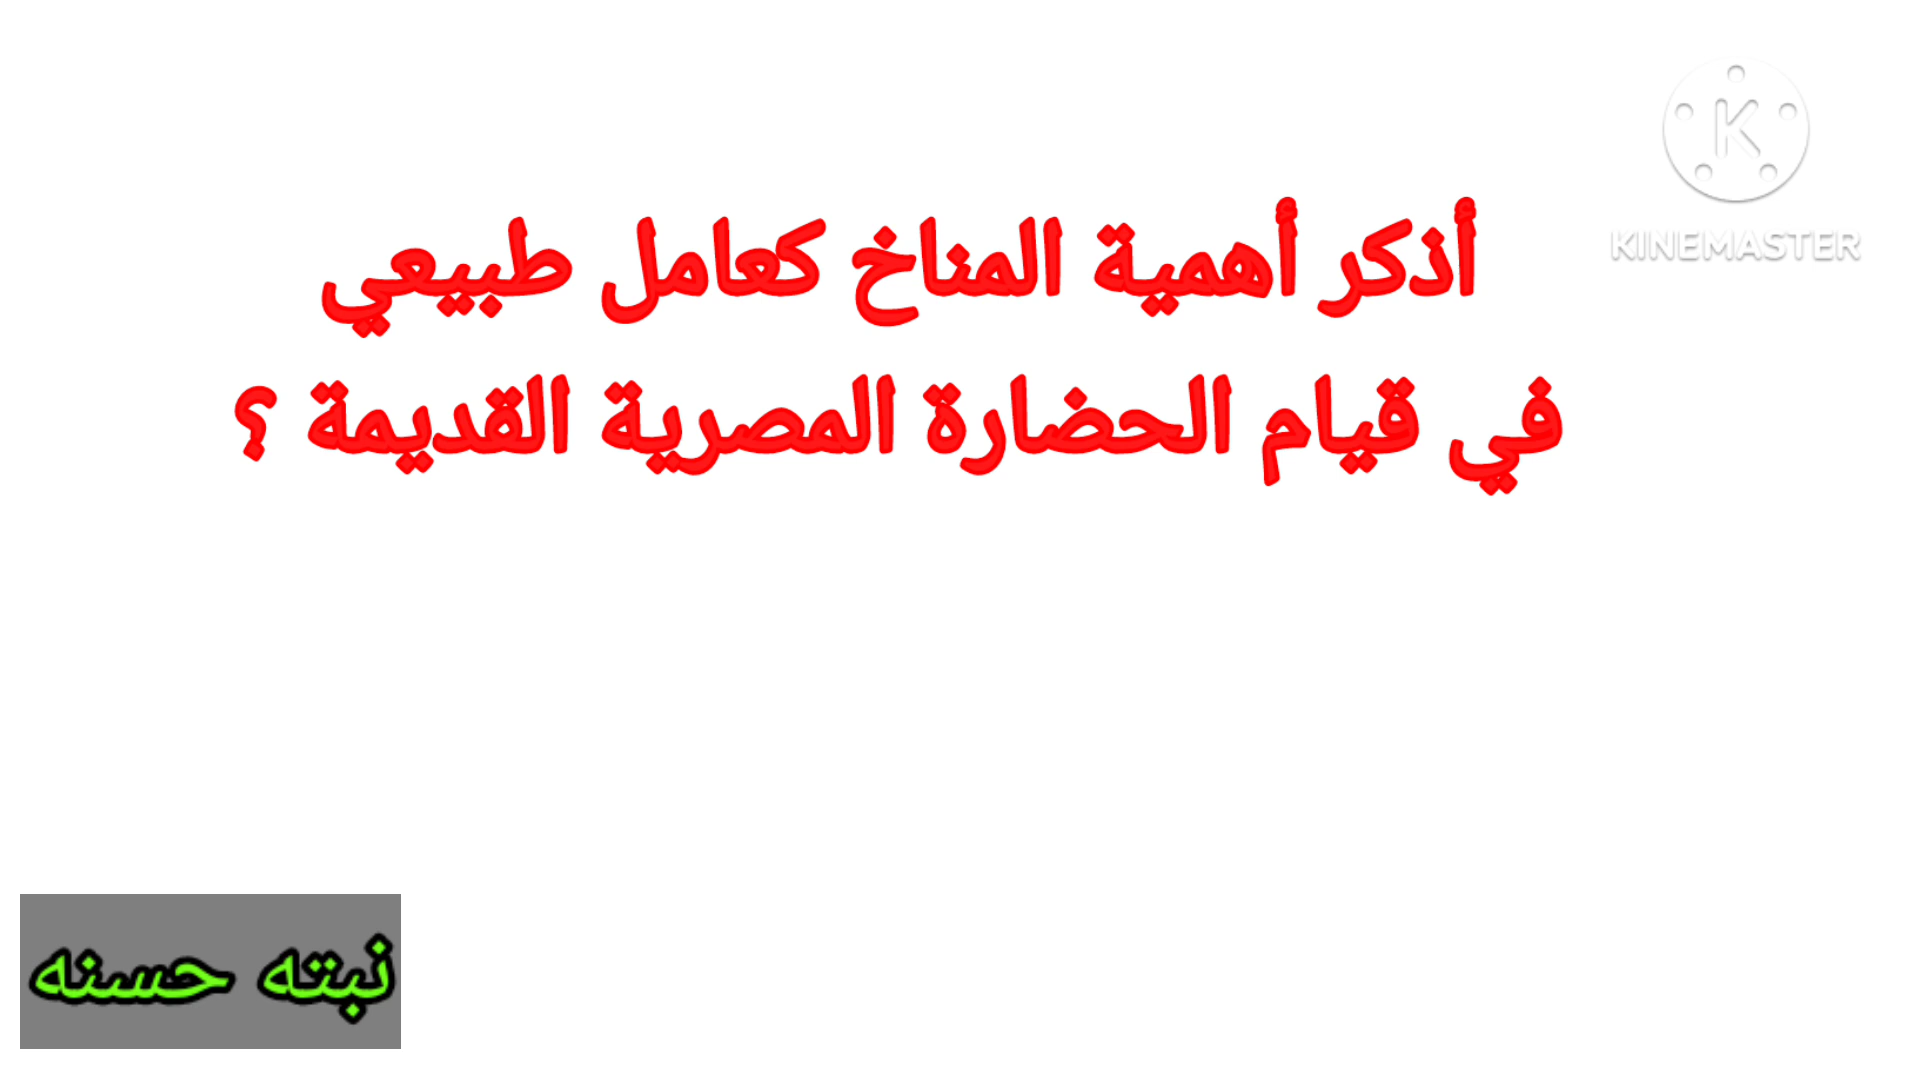 KINEMASTER
أذكر أهمية المناخ كعامل طبيعي
في قيام الحضارة المصرية القديمة ؟
نبته حسنه